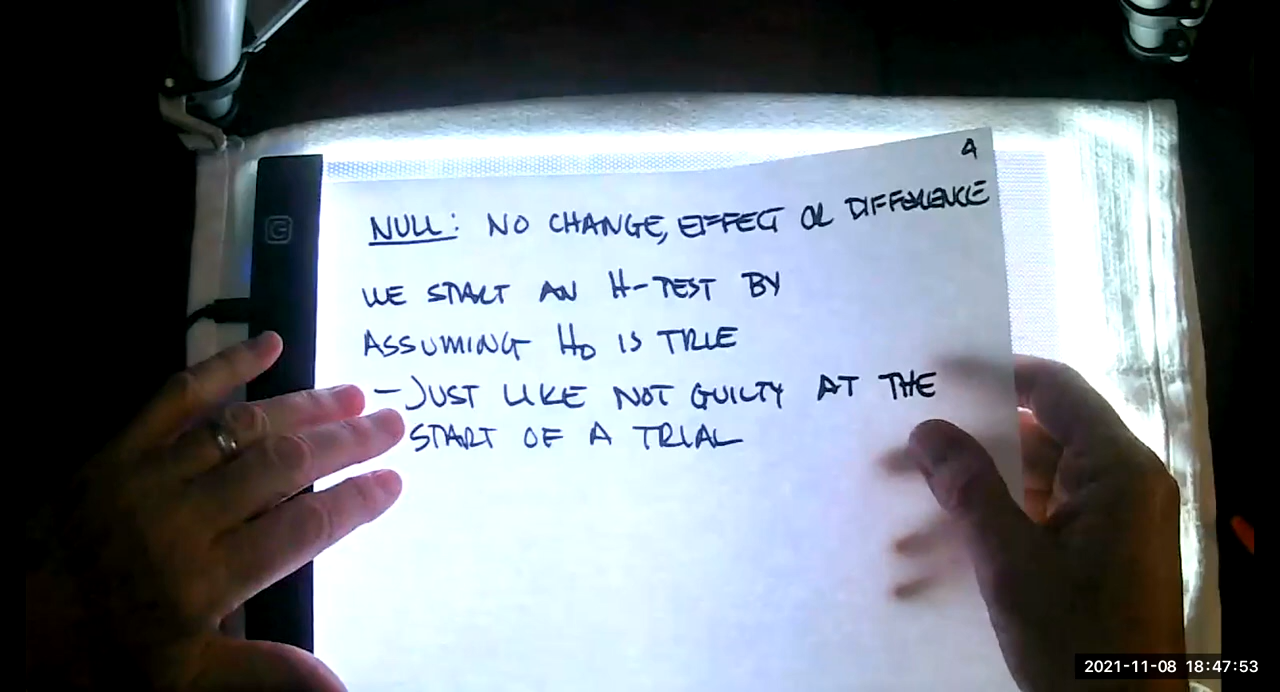 4
NULL: NO CHANGE, EFFECT OR DIFFERENCE
WE START AN H-TEST BY
ASSUMING H₀ IS TRUE
- JUST LIKE NOT GUILTY AT THE
START OF A TRIAL
2021-11-08 18:47:53